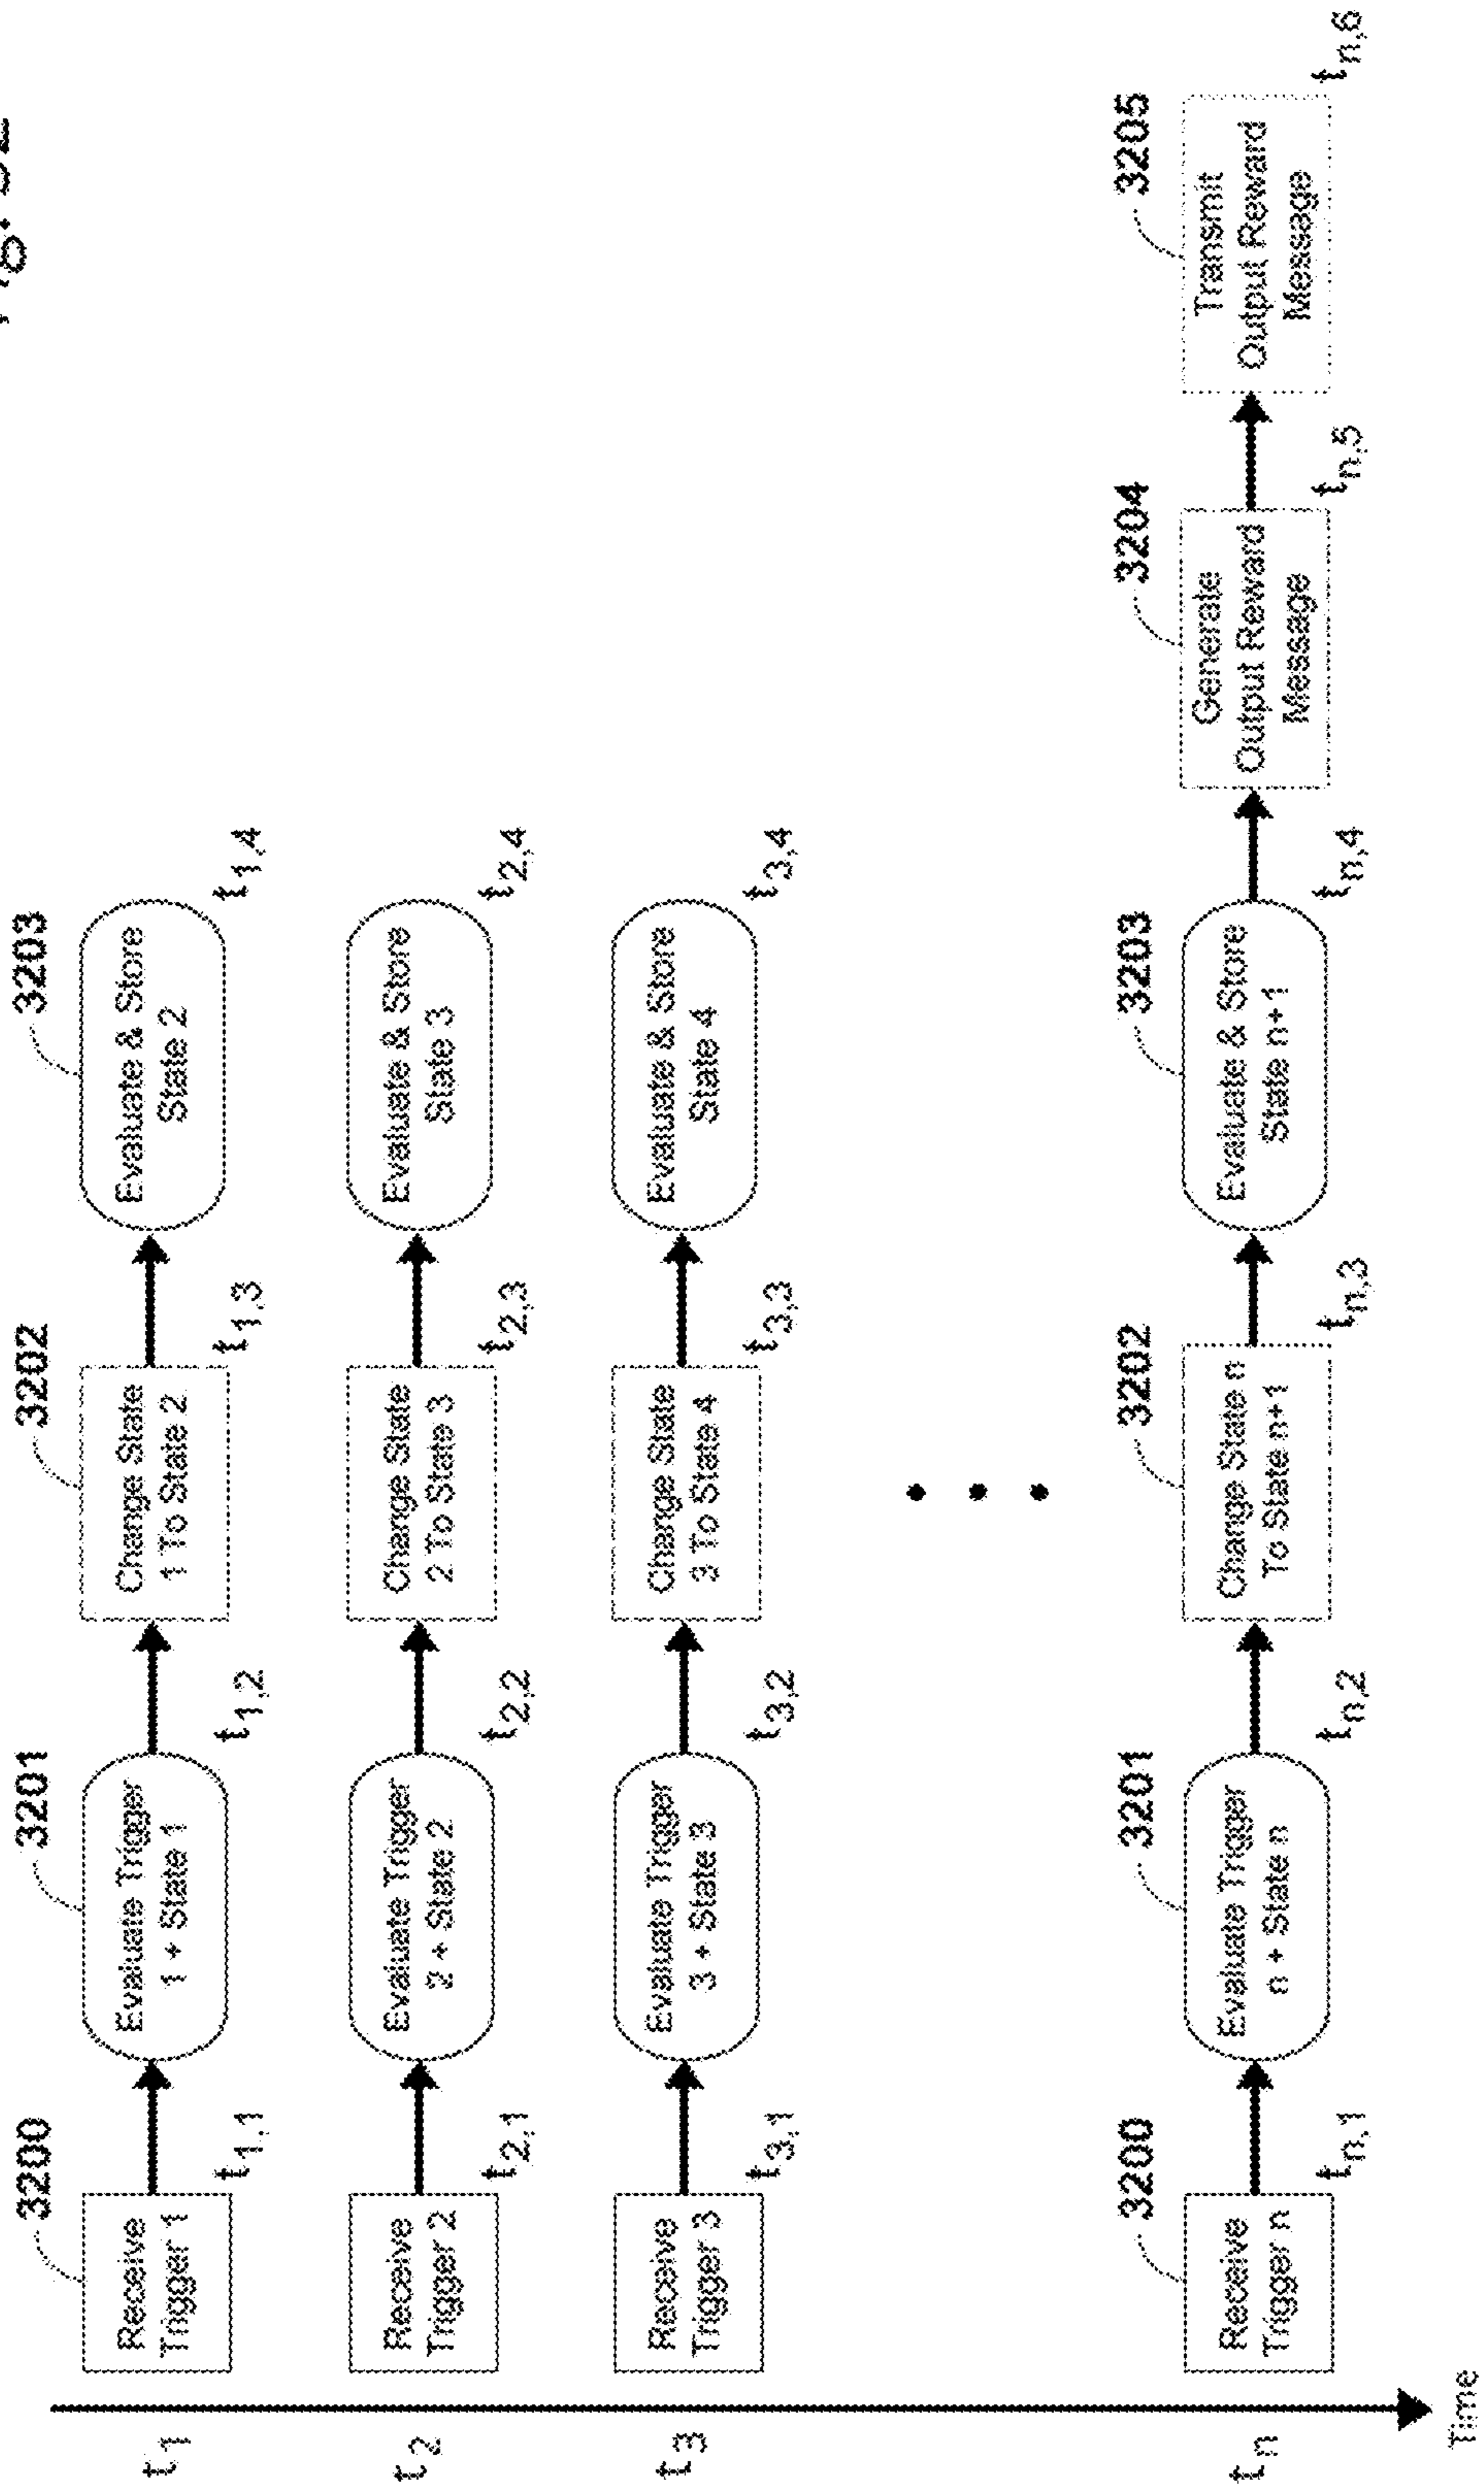 Fig. 32
3200
3201
3202
3203
t1
Receive
Trigger 1
Evaluate Trigger
1 + State 1
Change State
1 To State 2
Evaluate & Store
State 2
t1,1
t1,2
t1,3
t1,4
t2
Receive
Trigger 2
Evaluate Trigger
2 + State 2
Change State
2 To State 3
Evaluate & Store
State 3
t2,1
t2,2
t2,3
t2,4
t3
Receive
Trigger 3
Evaluate Trigger
3 + State 3
Change State
3 To State 4
Evaluate & Store
State 4
t3,1
t3,2
t3,3
t3,4
3200
3201
3202
3203
3204
3205
tn
Receive
Trigger n
Evaluate Trigger
n + State n
Change State n
To State n+1
Evaluate & Store
State n+1
Generate
Output Reward
Message
Transmit
Output Reward
Message
tn,1
tn,2
tn,3
tn,4
tn,5
tn,6
Time